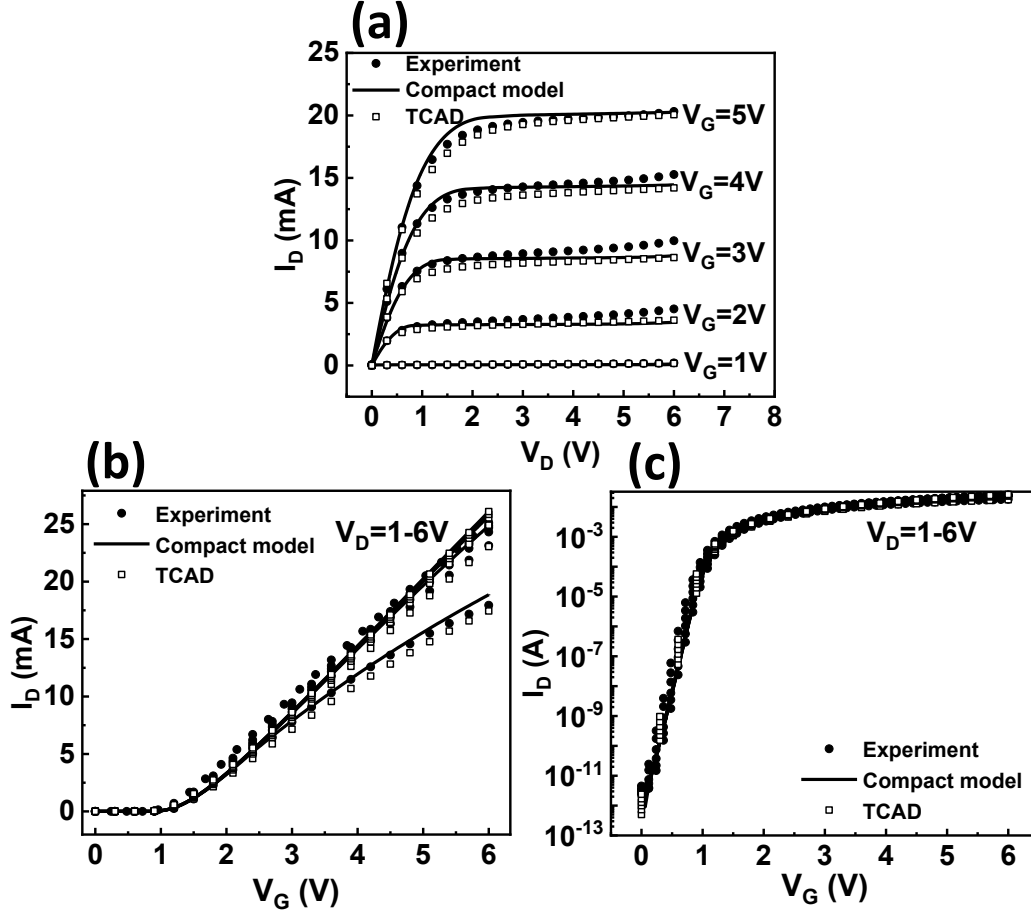 (a)
25
20
15
10
5
0
I_D (mA)
Experiment
Compact model
TCAD
V_G=5V
V_G=4V
V_G=3V
V_G=2V
V_G=1V
0 1 2 3 4 5 6 7 8
V_D (V)
(b)
25
20
15
10
5
0
I_D (mA)
Experiment
Compact model
TCAD
V_D=1-6V
0 1 2 3 4 5 6
V_G (V)
(c)
10^-3
10^-5
10^-7
10^-9
10^-11
10^-13
I_D (A)
V_D=1-6V
Experiment
Compact model
TCAD
0 1 2 3 4 5 6
V_G (V)